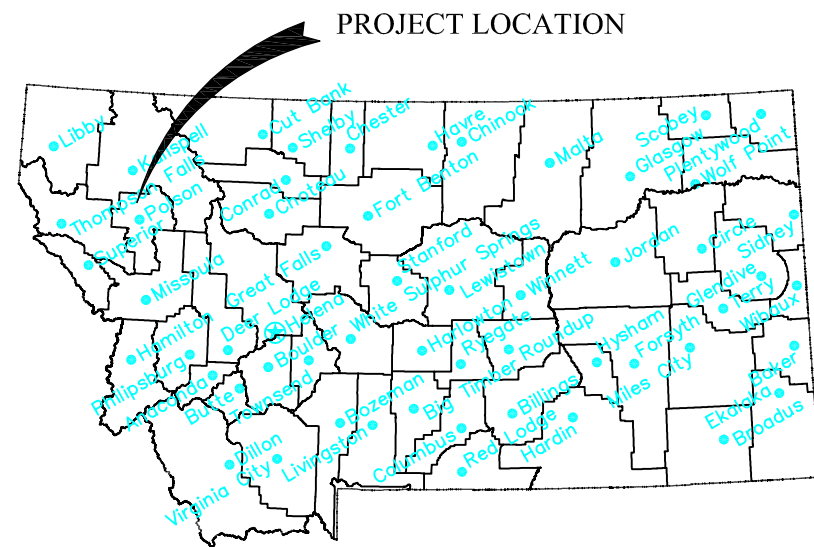 PROJECT LOCATION
Libby
Kalispell
Cut Bank
Shelby
Chester
Havre
Chinook
Malta
Scobey
Glasgow
Plentywood
Wolf Point
Thompson Falls
Polson
Superior
Conrad
Choteau
Fort Benton
Missoula
Great Falls
Stanford
Lewistown
Winnett
Jordan
Circle
Sidney
Glendive
Terry
Wibaux
Hamilton
Deer Lodge
Helena
Boulder
White Sulphur Springs
Harlowton
Ryegate
Roundup
Hysham
Forsyth
Miles City
Baker
Philipsburg
Anaconda
Butte
Townsend
Bozeman
Big Timber
Billings
Ekalaka
Broadus
Dillon
Virginia City
Livingston
Columbus
Red Lodge
Hardin